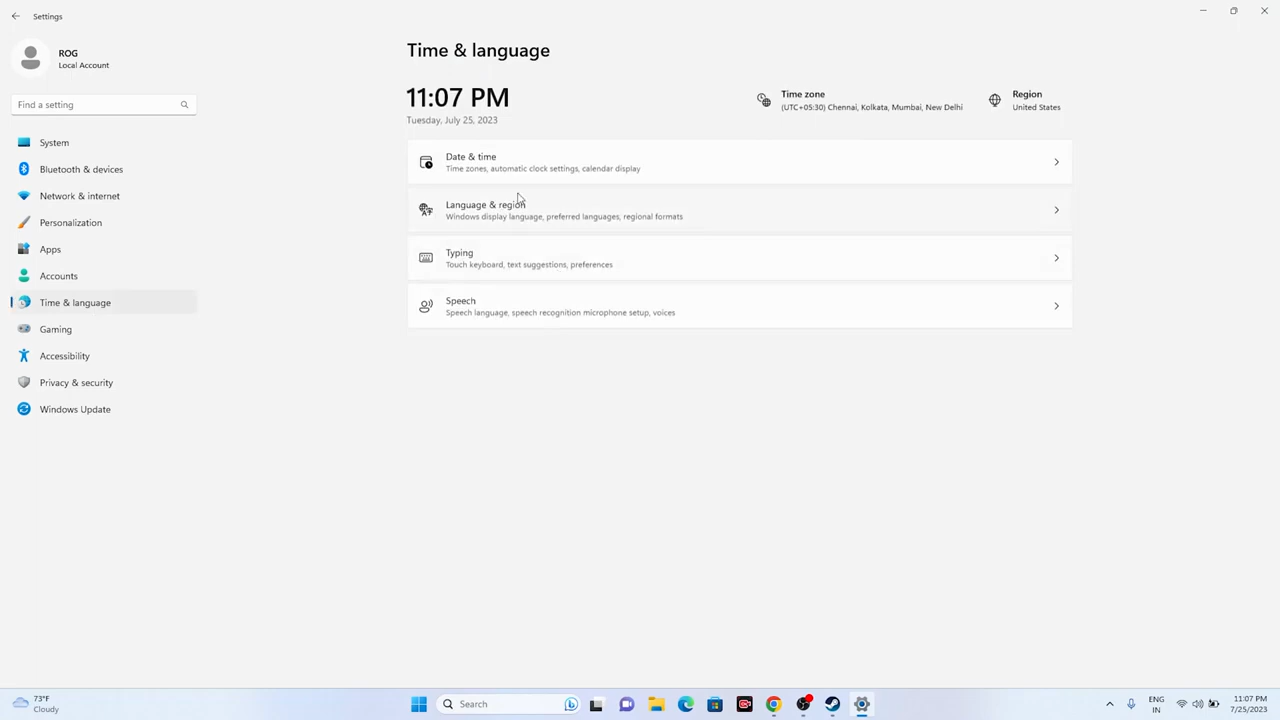 Settings
ROG
Local Account
Find a setting
System
Bluetooth & devices
Network & internet
Personalization
Apps
Accounts
Time & language
Gaming
Accessibility
Privacy & security
Windows Update
Time & language
11:07 PM
Tuesday, July 25, 2023
Time zone
(UTC+05:30) Chennai, Kolkata, Mumbai, New Delhi
Region
United States
Date & time
Time zones, automatic clock settings, calendar display
Language & region
Windows display language, preferred languages, regional formats
Typing
Touch keyboard, text suggestions, preferences
Speech
Speech language, speech recognition microphone setup, voices
73°F
Cloudy
Search
ENG
IN
11:07 PM
7/25/2023